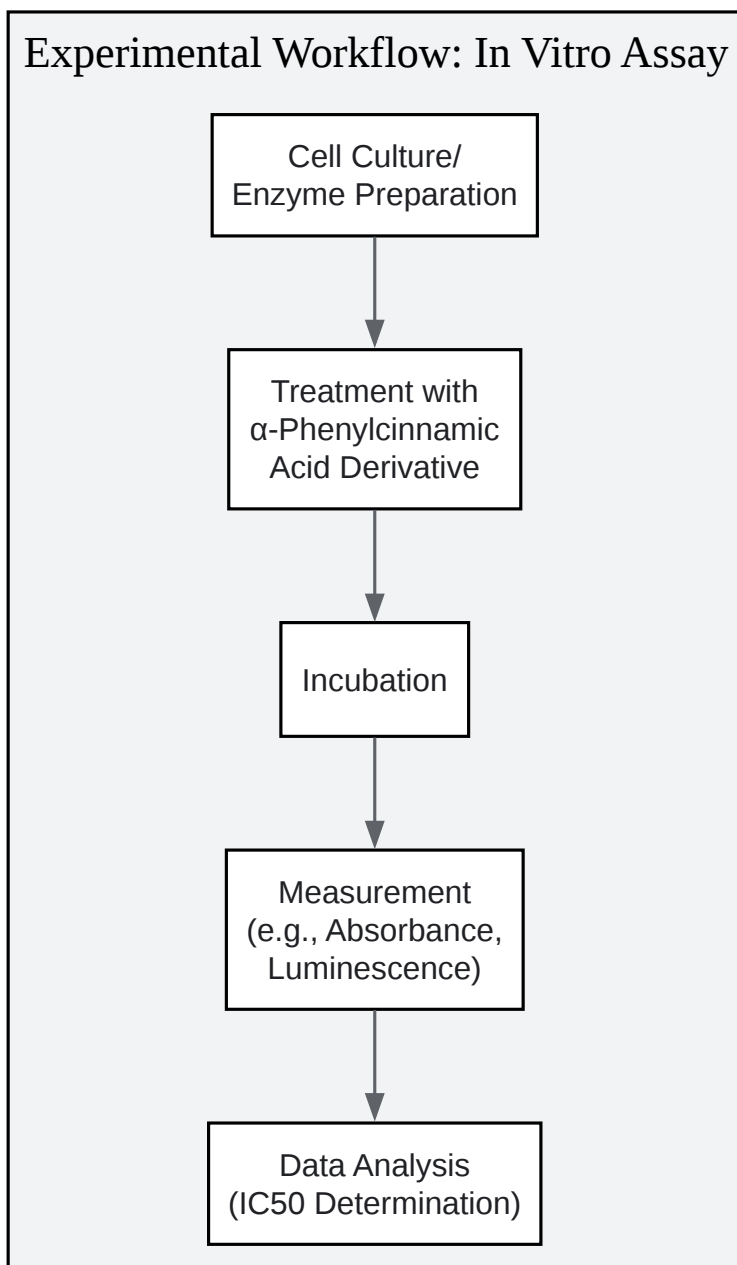 Experimental Workflow: In Vitro Assay
Cell Culture/
Enzyme Preparation
Treatment with
α-Phenylcinnamic
Acid Derivative
Incubation
Measurement
(e.g., Absorbance,
Luminescence)
Data Analysis
(IC50 Determination)